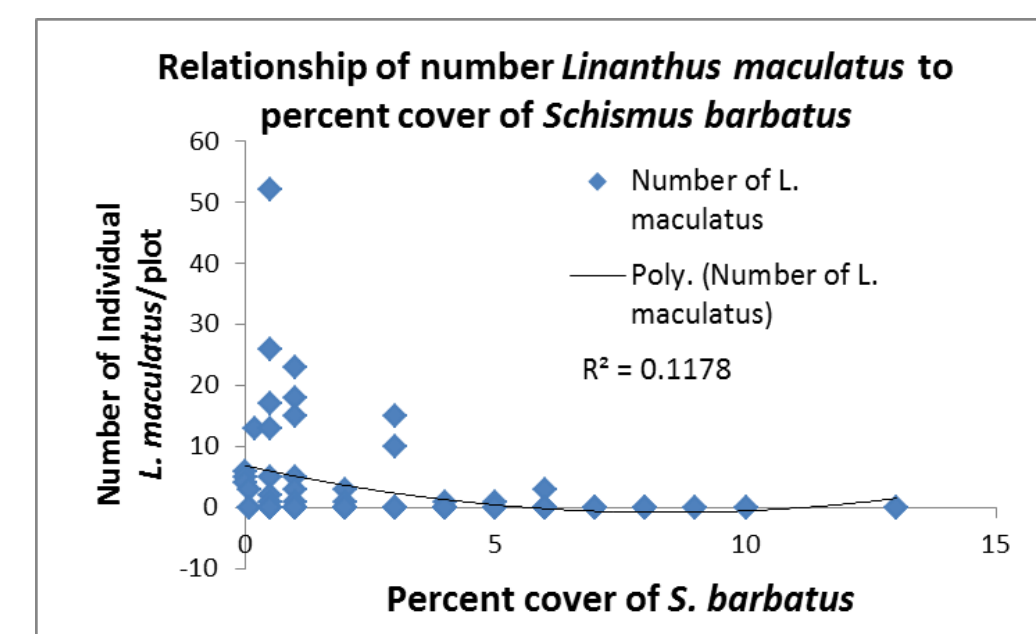 Relationship of number Linanthus maculatus to
percent cover of Schismus barbatus
60
50
40
30
20
10
0
-10
Number of Individual
L. maculatus/plot
Number of L.
maculatus
Poly. (Number of L.
maculatus)
R² = 0.1178
0
5
10
15
Percent cover of S. barbatus